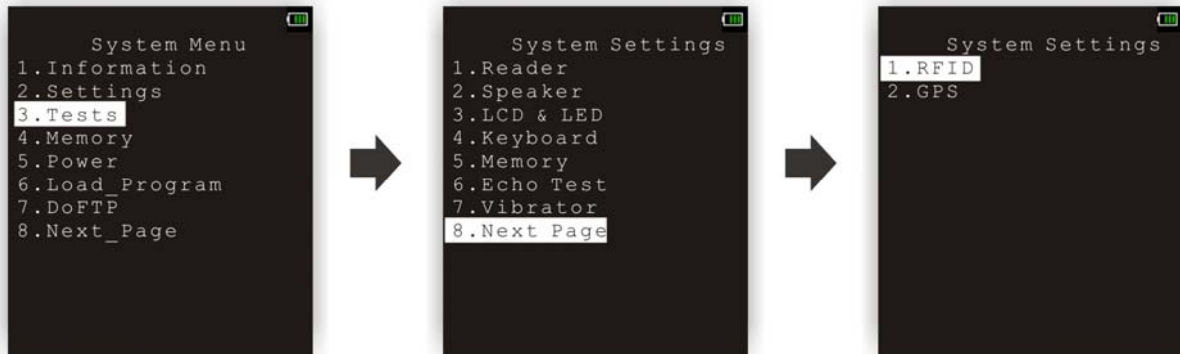 System Menu
1.Information
2.Settings
3.Tests
4.Memory
5.Power
6.Load_Program
7.DoFTP
8.Next_Page
System Settings
1.Reader
2.Speaker
3.LCD & LED
4.Keyboard
5.Memory
6.Echo Test
7.Vibrator
8.Next Page
System Settings
1.RFID
2.GPS